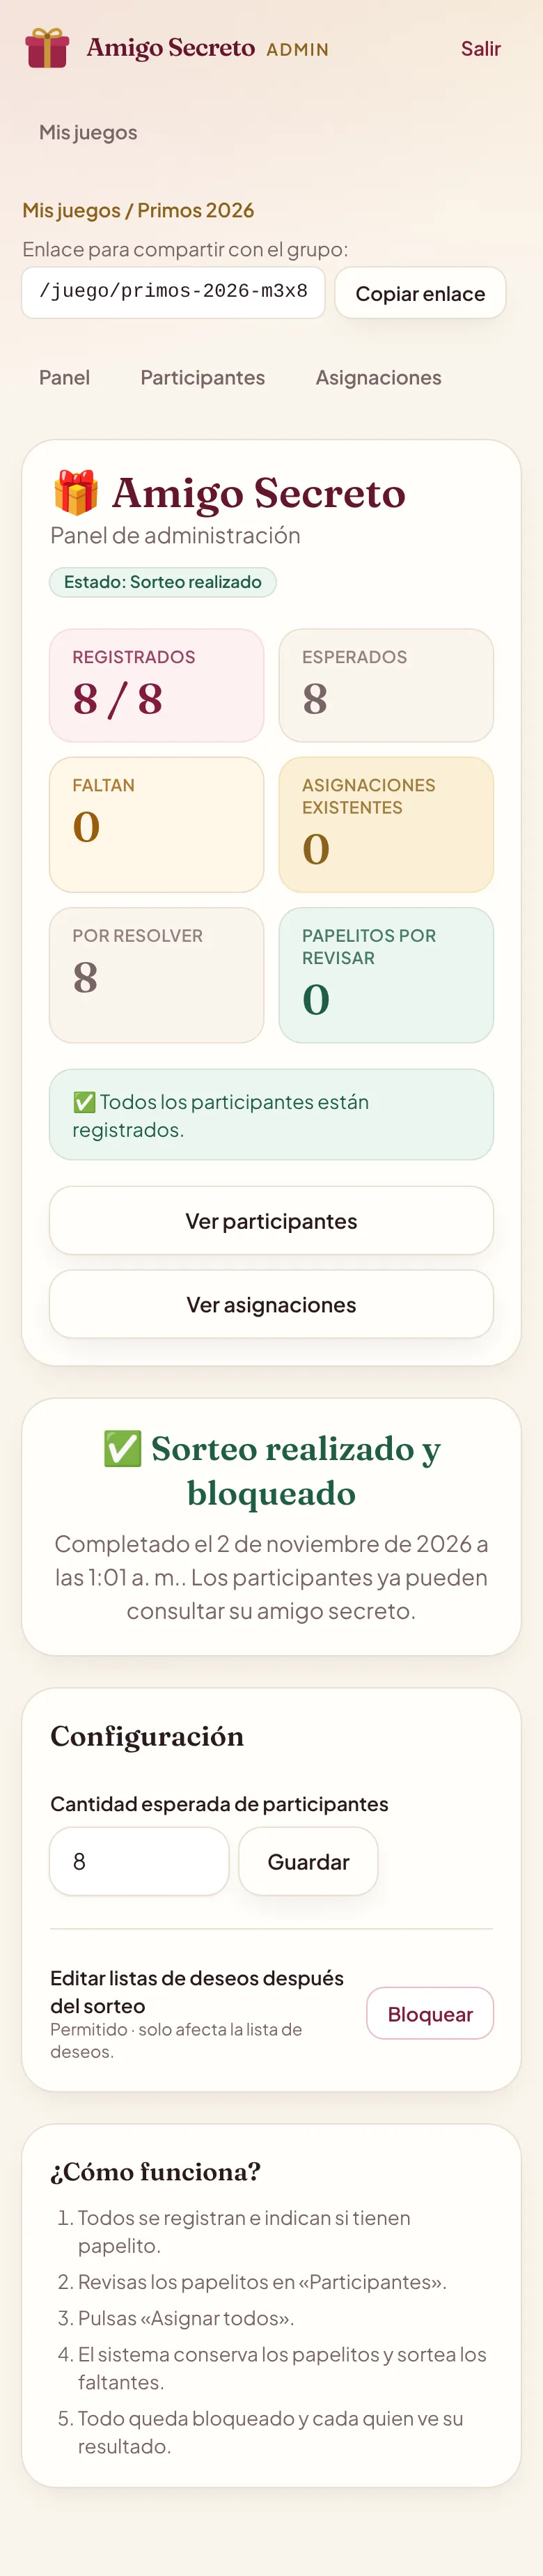 Amigo Secreto ADMIN
Salir
Mis juegos
Mis juegos / Primos 2026
Enlace para compartir con el grupo:
/juego/primos-2026-m3x8
Copiar enlace
Panel
Participantes
Asignaciones
🎁 Amigo Secreto
Panel de administración
Estado: Sorteo realizado
REGISTRADOS
8 / 8
ESPERADOS
8
FALTAN
0
ASIGNACIONES
EXISTENTES
0
POR RESOLVER
8
PAPELITOS POR
REVISAR
0
✅ Todos los participantes están
registrados.
Ver participantes
Ver asignaciones
✅ Sorteo realizado y
bloqueado
Completado el 2 de noviembre de 2026 a
las 1:01 a. m.. Los participantes ya pueden
consultar su amigo secreto.
Configuración
Cantidad esperada de participantes
8
Guardar
Editar listas de deseos después
del sorteo
Permitido · solo afecta la lista de
deseos.
Bloquear
¿Cómo funciona?
1. Todos se registran e indican si tienen
papelito.
2. Revisas los papelitos en «Participantes».
3. Pulsas «Asignar todos».
4. El sistema conserva los papelitos y sortea los
faltantes.
5. Todo queda bloqueado y cada quien ve su
resultado.